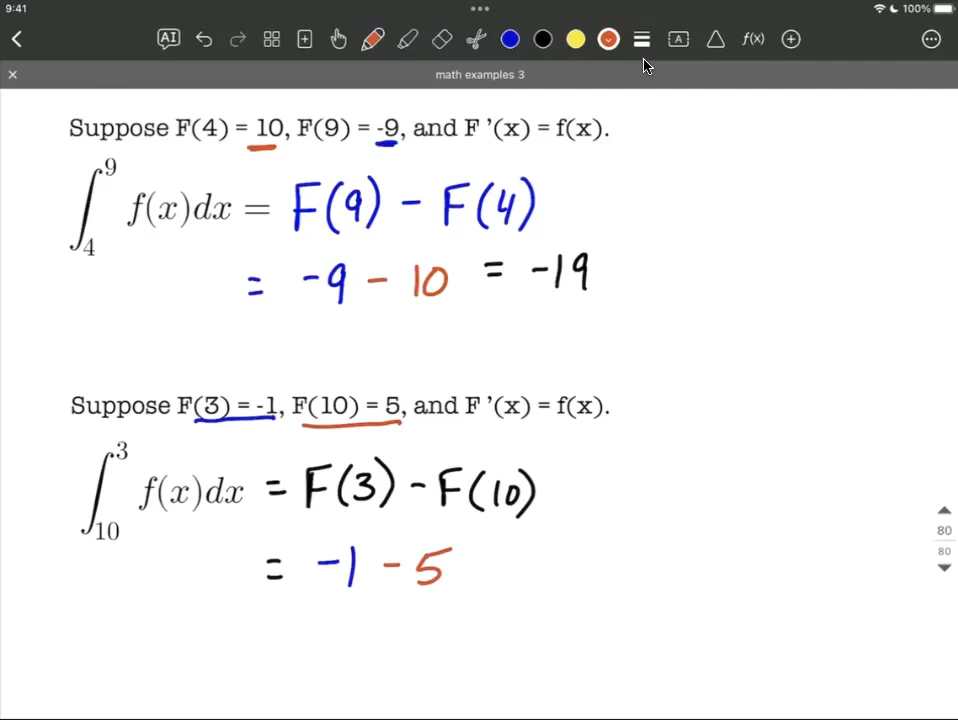 9:41
100%
AI
A
f(x)
math examples 3
Suppose F(4) = 10, F(9) = -9, and F '(x) = f(x).
∫₄⁹ f(x)dx = F(9) - F(4)
= -9 - 10 = -19
Suppose F(3) = -1, F(10) = 5, and F '(x) = f(x).
∫₁₀³ f(x)dx = F(3) - F(10)
= -1 - 5
80
80